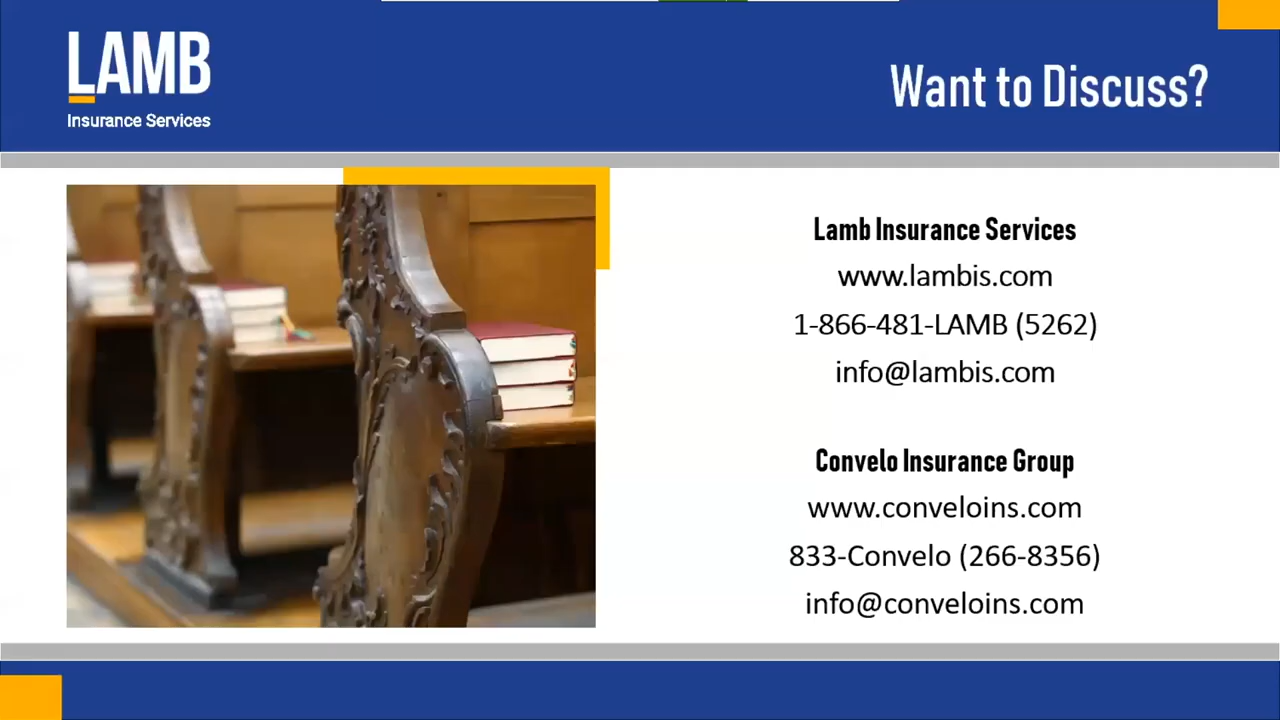 LAMB
Insurance Services
Want to Discuss?
Lamb Insurance Services
www.lambis.com
1-866-481-LAMB (5262)
info@lambis.com
Convelo Insurance Group
www.conveloins.com
833-Convelo (266-8356)
info@conveloins.com